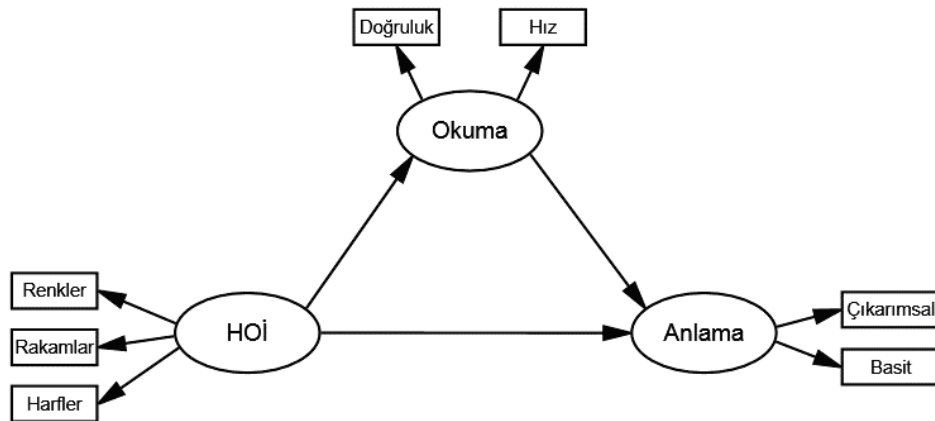 Doğruluk
Hız
Okuma
Renkler
Rakamlar
Harfler
HOİ
Anlama
Çıkarımsal
Basit